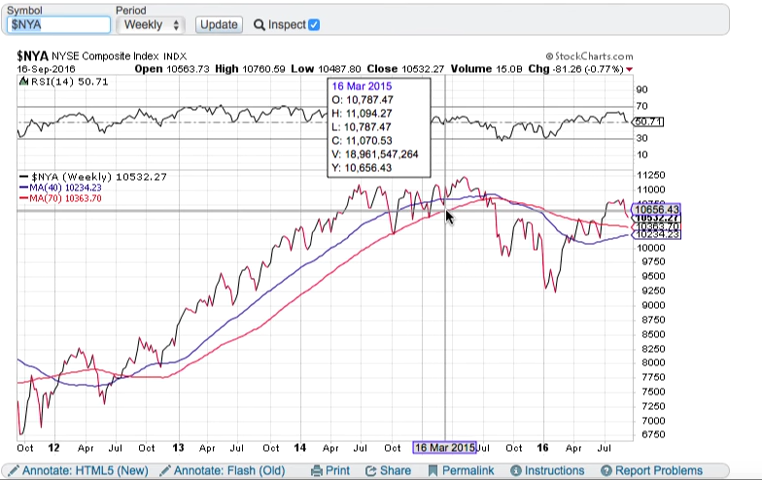 Symbol
Period
$NYA
Weekly
Update
Inspect
$NYA NYSE Composite Index INDX
© StockCharts.com
16-Sep-2016
Open 10563.73 High 10760.59 Low 10487.80 Close 10532.27 Volume 15.0B Chg -81.26 (-0.77%)
RSI(14) 50.71
16 Mar 2015
O: 10,787.47
H: 11,094.27
L: 10,787.47
C: 11,070.53
V: 18,961,547,264
Y: 10,656.43
90
70
50.71
30
10
$NYA (Weekly) 10532.27
MA(40) 10234.23
MA(70) 10363.70
11250
11000
10656.43
10532.27
10363.70
10234.23
10000
9750
9500
9250
9000
8750
8500
8250
8000
7750
7500
7250
7000
6750
Oct 12 Apr Jul Oct 13 Apr Jul Oct 14 Apr Jul Oct 16 Mar 2015 Jul Oct 16 Apr Jul
Annotate: HTML5 (New) Annotate: Flash (Old) Print Share Permalink Instructions Report Problems